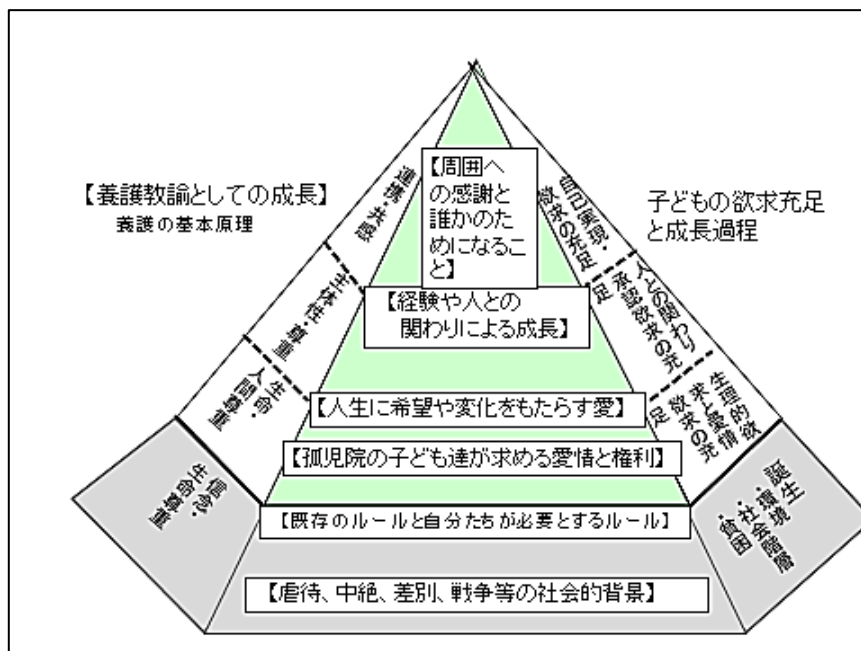 【養護教諭としての成長】
養護の基本原理
子どもの欲求充足
と成長過程
連携・共感
主体性・尊重
生命・
人間尊重
信念・
生命尊重
【周囲へ
の感謝と
誰かのた
めになるこ
と】
【経験や人との
関わりによる成長】
【人生に希望や変化をもたらす愛】
【孤児院の子ども達が求める愛情と権利】
【既存のルールと自分たちが必要とするルール】
【虐待、中絶、差別、戦争等の社会的背景】
自己実現・
欲求の充足
人との関わり
承認欲求の充
足
生理的欲
求と愛情
欲求の充
足
誕生
・環境
・社会階層
・貧困